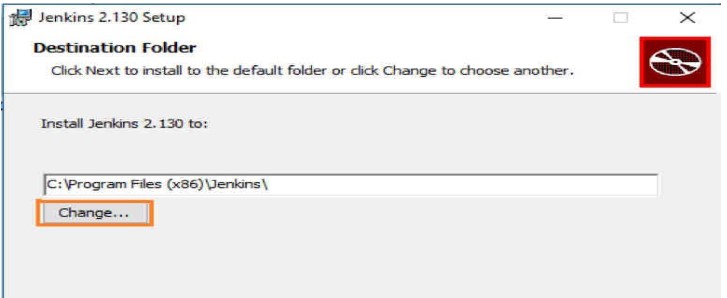 Jenkins 2.130 Setup
Destination Folder
Click Next to install to the default folder or click Change to choose another.
Install Jenkins 2.130 to:
C:\Program Files (x86)\Jenkins\
Change...